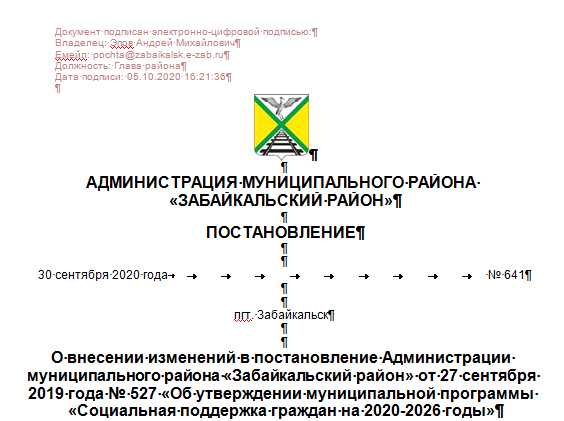 Документ подписан электронно-цифровой подписью:
Владелец: Эпов Андрей Михайлович
Емейл: pochta@zabaikalsk.e-zab.ru
Должность: Глава района
Дата подписи: 05.10.2020 16:21:36
АДМИНИСТРАЦИЯ МУНИЦИПАЛЬНОГО РАЙОНА
«ЗАБАЙКАЛЬСКИЙ РАЙОН»
ПОСТАНОВЛЕНИЕ
30 сентября 2020 года № 641
пгт. Забайкальск
О внесении изменений в постановление Администрации
муниципального района «Забайкальский район» от 27 сентября
2019 года № 527 «Об утверждении муниципальной программы
«Социальная поддержка граждан на 2020-2026 годы»